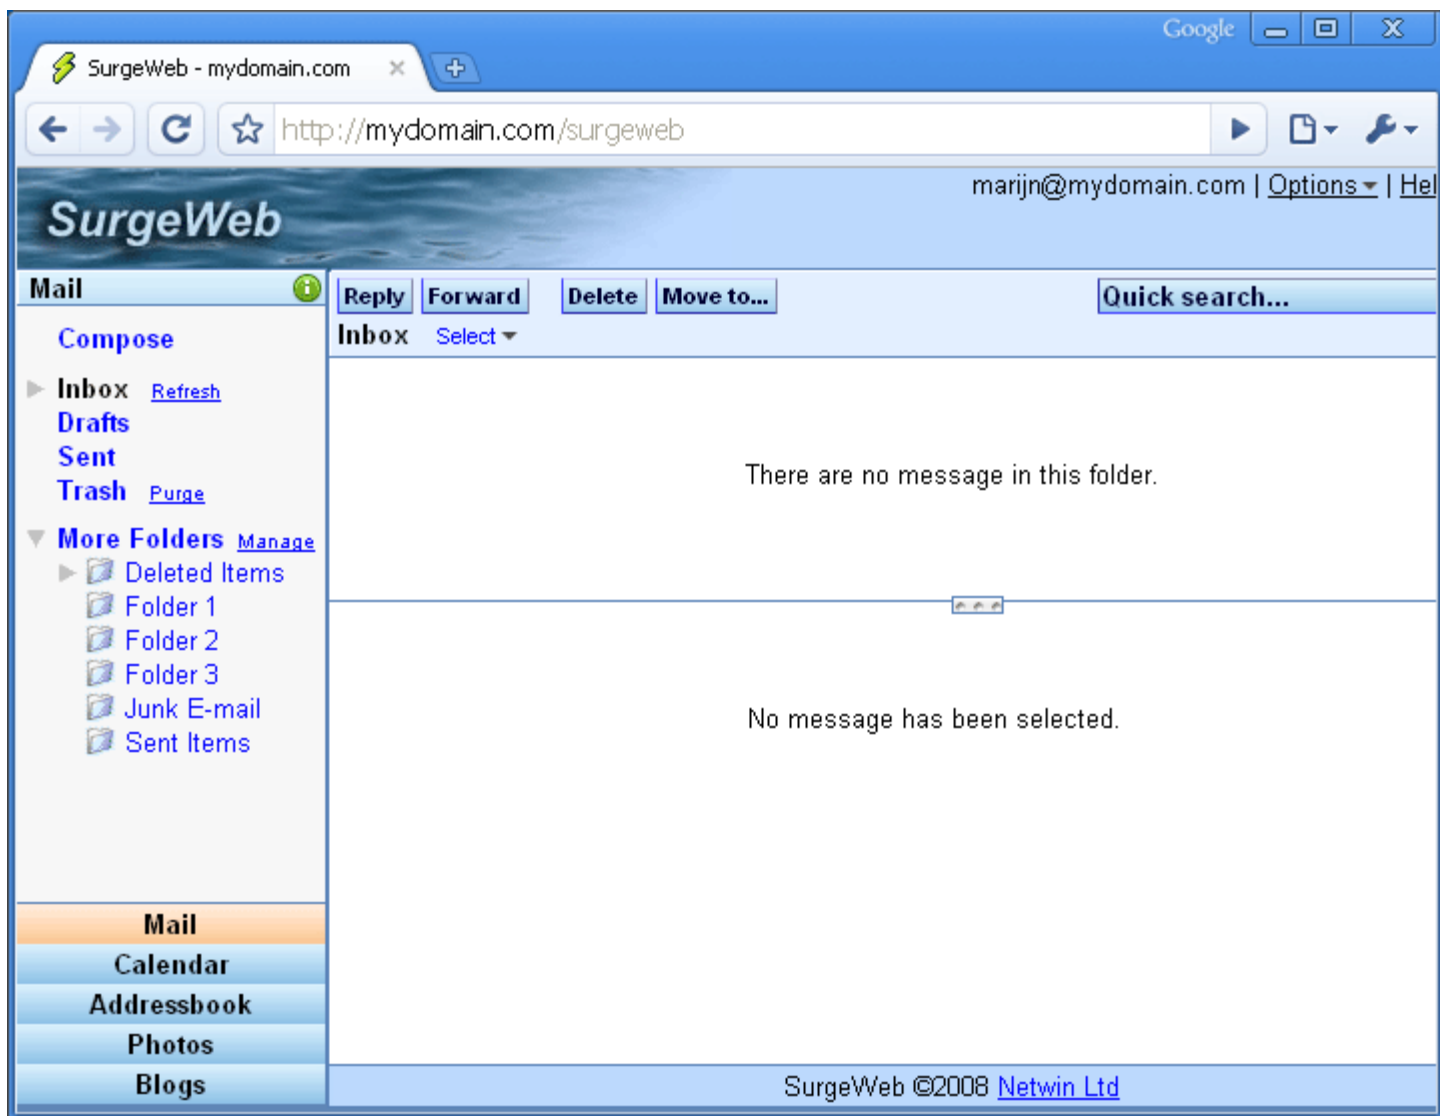 Google
SurgeWeb - mydomain.com
http://mydomain.com/surgeweb
marijn@mydomain.com | Options | Hel
SurgeWeb
Mail
Reply Forward Delete Move to... Quick search...
Inbox Select
Compose
Inbox Refresh
Drafts
Sent
Trash Purge
More Folders Manage
Deleted Items
Folder 1
Folder 2
Folder 3
Junk E-mail
Sent Items
There are no message in this folder.
No message has been selected.
Mail
Calendar
Addressbook
Photos
Blogs
SurgeWeb ©2008 Netwin Ltd